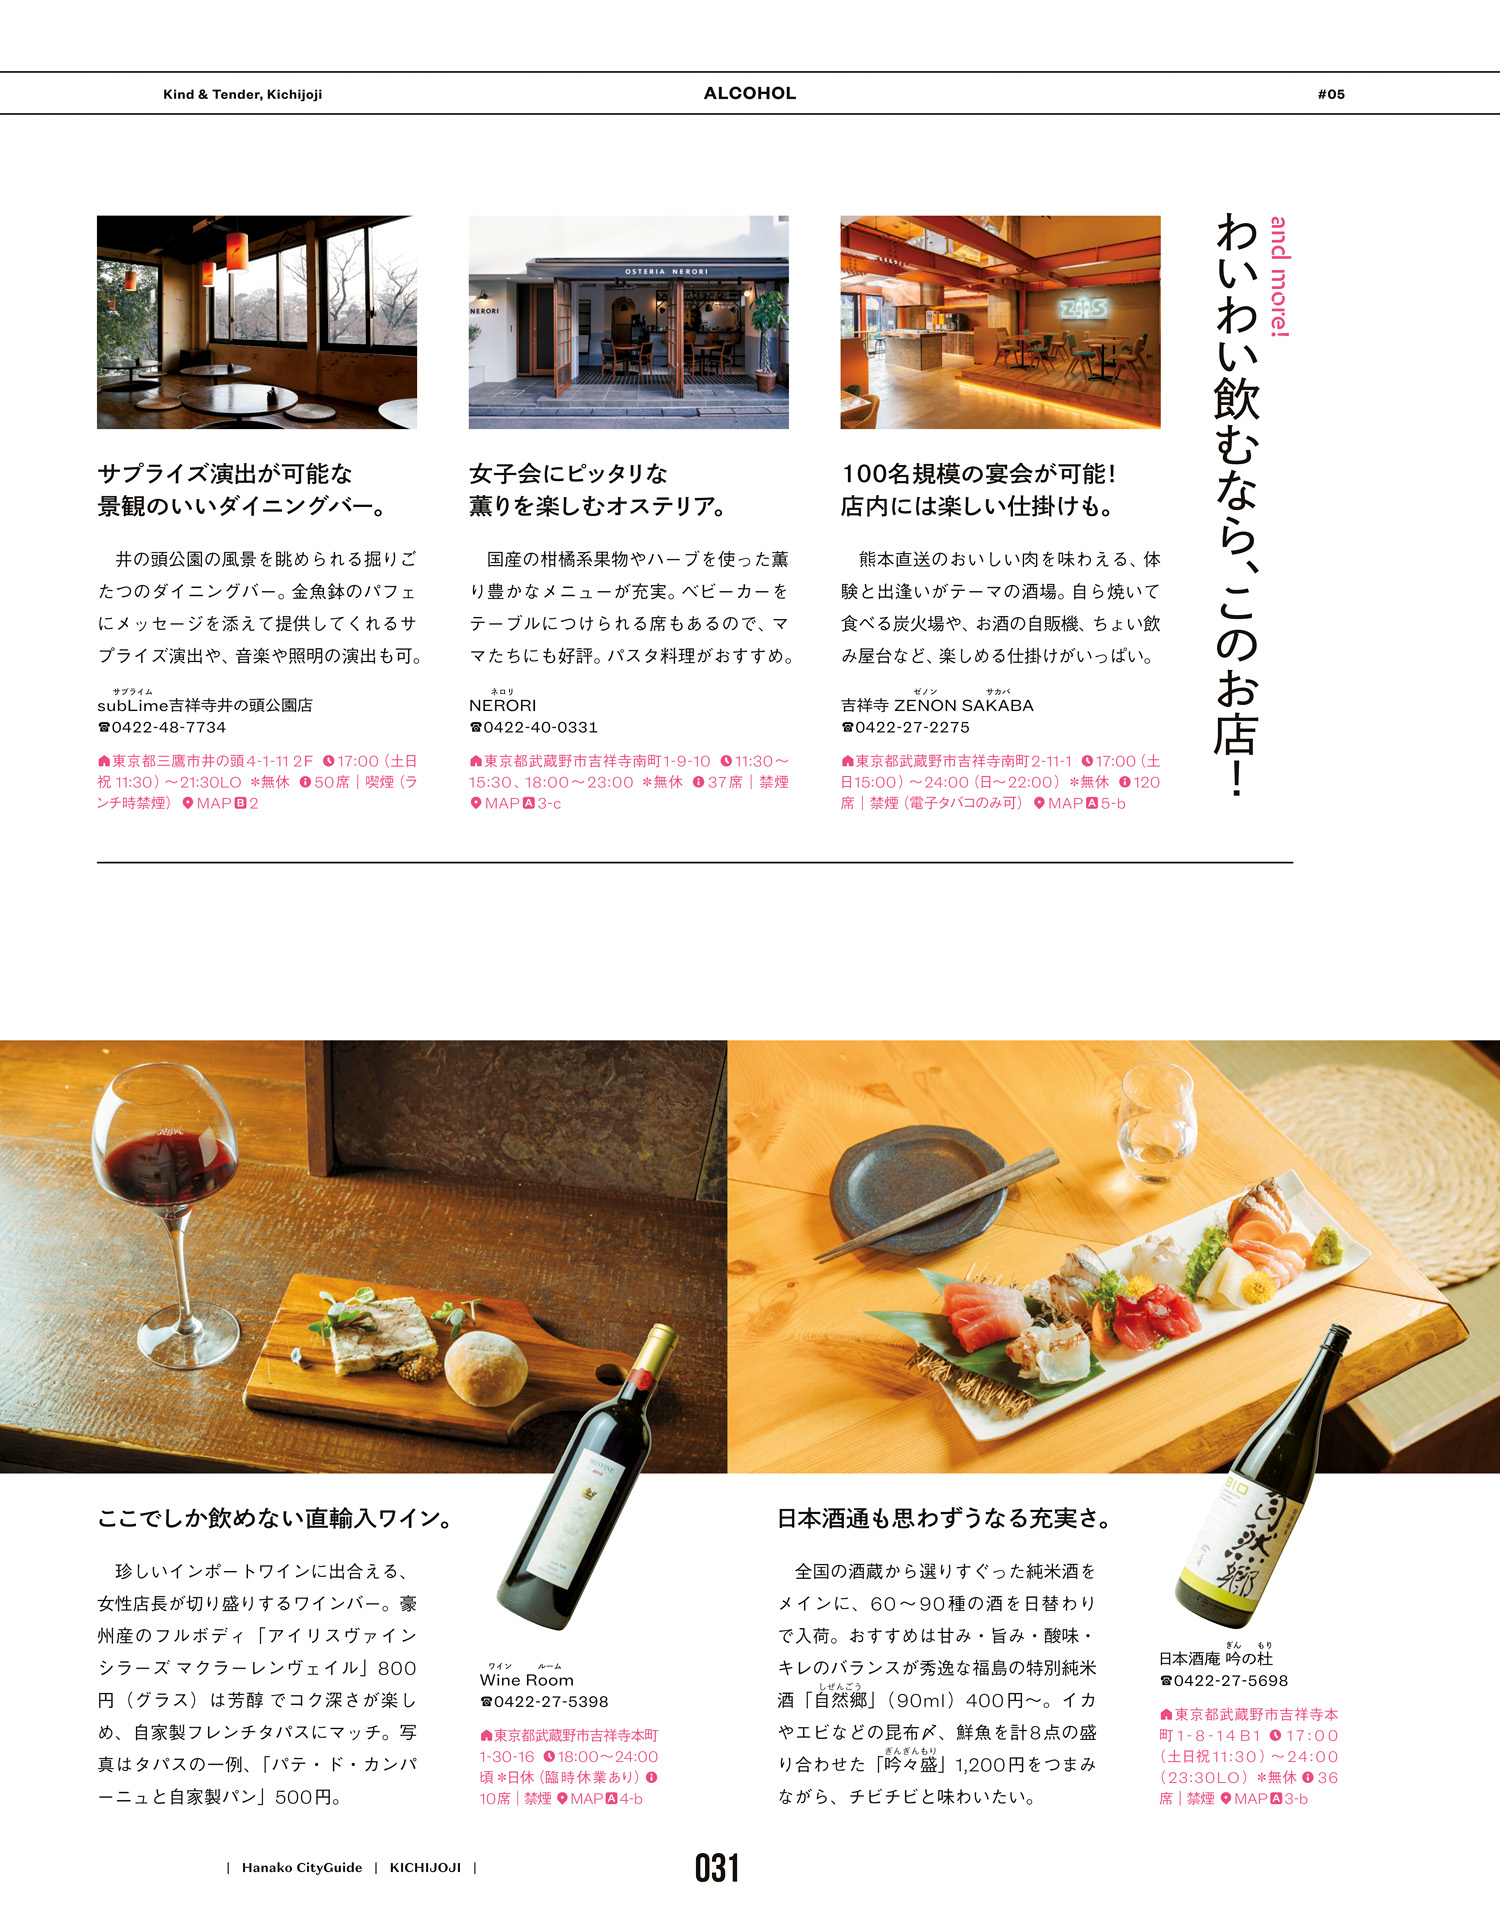 Kind & Tender, Kichijoji
ALCOHOL
#05
and more!
わいわい飲むなら、このお店！
OSTERIA NERORI
NERORI
100名規模の宴会が可能！
店内には楽しい仕掛けも。
熊本直送のおいしい肉を味わえる、体
験と出逢いがテーマの酒場。自ら焼いて
食べる炭火場や、お酒の自販機、ちょい飲
み屋台など、楽しめる仕掛けがいっぱい。
ゼノン サカバ
吉祥寺 ZENON SAKABA
☎0422-27-2275
東京都武蔵野市吉祥寺南町2-11-1 17:00（土
日15:00）〜24:00（日〜22:00） ＊無休 120
席｜禁煙（電子タバコのみ可） MAP A 5-b
女子会にピッタリな
薫りを楽しむオステリア。
国産の柑橘系果物やハーブを使った薫
り豊かなメニューが充実。ベビーカーを
テーブルにつけられる席もあるので、マ
マたちにも好評。パスタ料理がおすすめ。
ネロリ
NERORI
☎0422-40-0331
東京都武蔵野市吉祥寺南町1-9-10 11:30〜
15:30、18:00〜23:00 ＊無休 37席｜禁煙
MAP A 3-c
サプライズ演出が可能な
景観のいいダイニングバー。
井の頭公園の風景を眺められる掘りご
たつのダイニングバー。金魚鉢のパフェ
にメッセージを添えて提供してくれるサ
プライズ演出や、音楽や照明の演出も可。
サブライム
subLime吉祥寺井の頭公園店
☎0422-48-7734
東京都三鷹市井の頭4-1-11 2F 17:00（土日
祝 11:30）〜21:30LO ＊無休 50席｜喫煙（ラ
ンチ時禁煙） MAP B 2
ここでしか飲めない直輸入ワイン。
珍しいインポートワインに出合える、
女性店長が切り盛りするワインバー。豪
州産のフルボディ「アイリスヴァイン
シラーズ マクラーレンヴェイル」800
円（グラス）は芳醇 でコク深さが楽し
め、自家製フレンチタパスにマッチ。写
真はタパスの一例、「パテ・ド・カンパ
ーニュと自家製パン」500円。
ワイン ルーム
Wine Room
☎0422-27-5398
東京都武蔵野市吉祥寺本町
1-30-16 18:00〜24:00
頃 ＊日休（臨時休業あり）
10席｜禁煙 MAP A 4-b
日本酒通も思わずうなる充実さ。
全国の酒蔵から選りすぐった純米酒を
メインに、60〜90種の酒を日替わり
で入荷。おすすめは甘み・旨み・酸味・
キレのバランスが秀逸な福島の特別純米
しぜんごう
酒「自然郷」（90ml）400円〜。イカ
やエビなどの昆布〆、鮮魚を計8点の盛
ぎんぎんもり
り合わせた「吟々盛」1,200円をつまみ
ながら、チビチビと味わいたい。
BIO
自然郷
ぎん もり
日本酒庵 吟の杜
☎0422-27-5698
東京都武蔵野市吉祥寺本
町1-8-14 B1 17:00
（土日祝11:30）〜24:00
（23:30LO） ＊無休 36
席｜禁煙 MAP A 3-b
| Hanako CityGuide | KICHIJOJI |
031